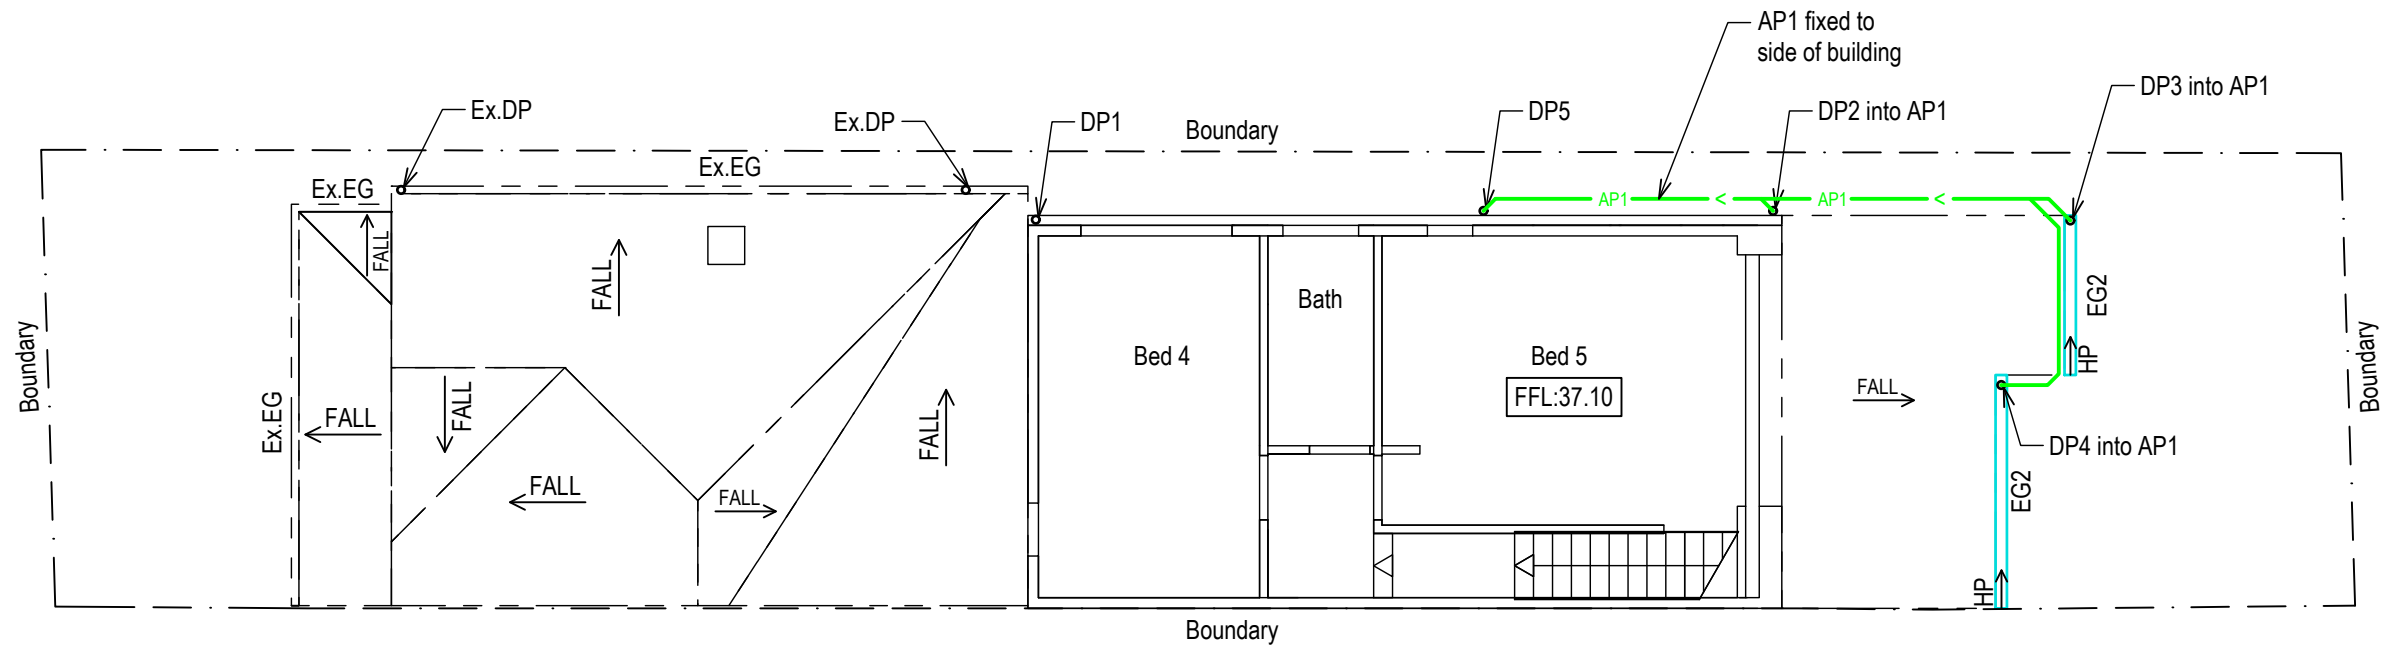 AP1 fixed to
side of building
DP3 into AP1
Ex.DP
Ex.DP
DP1
DP5
DP2 into AP1
Boundary
Ex.EG
Ex.EG
AP1
<
AP1
<
FALL
FALL
EG2
Bath
Bed 4
Bed 5
FFL:37.10
HP
FALL
Boundary
Boundary
Ex.EG
FALL
FALL
FALL
DP4 into AP1
FALL
FALL
EG2
HP
Boundary